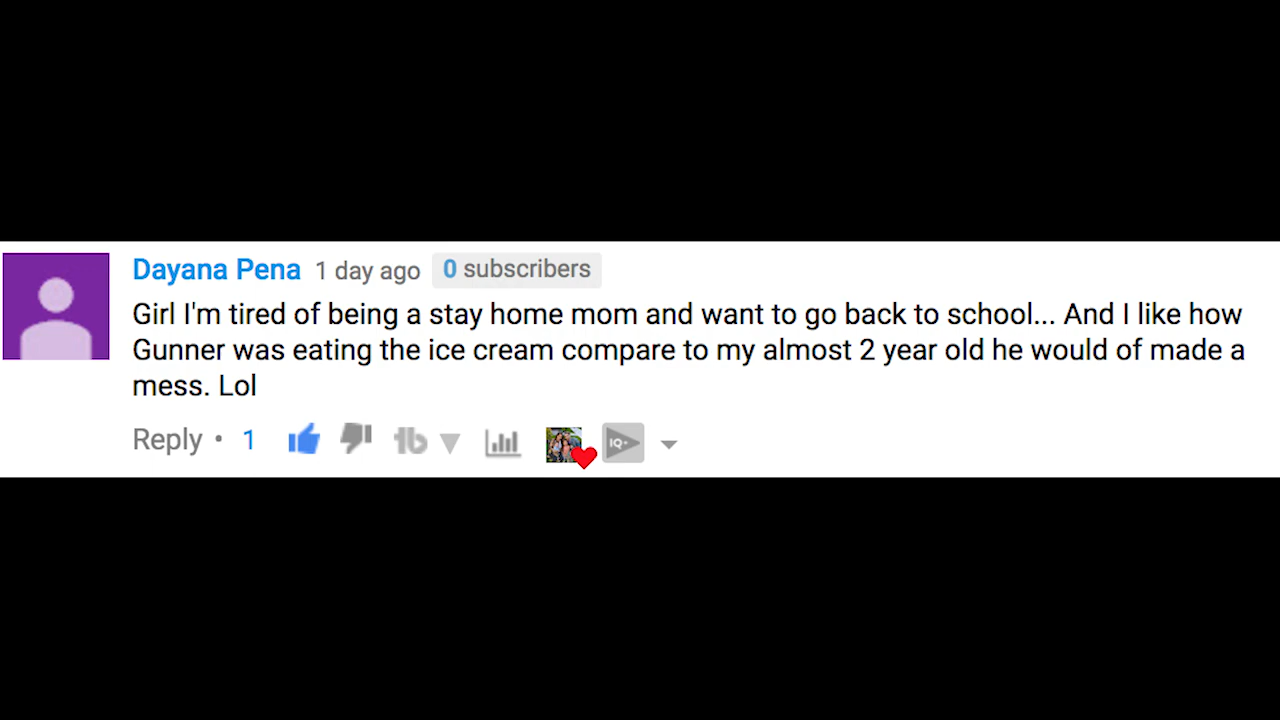 Dayana Pena 1 day ago 0 subscribers
Girl I'm tired of being a stay home mom and want to go back to school... And I like how
Gunner was eating the ice cream compare to my almost 2 year old he would of made a
mess. Lol
Reply • 1 tb IQ